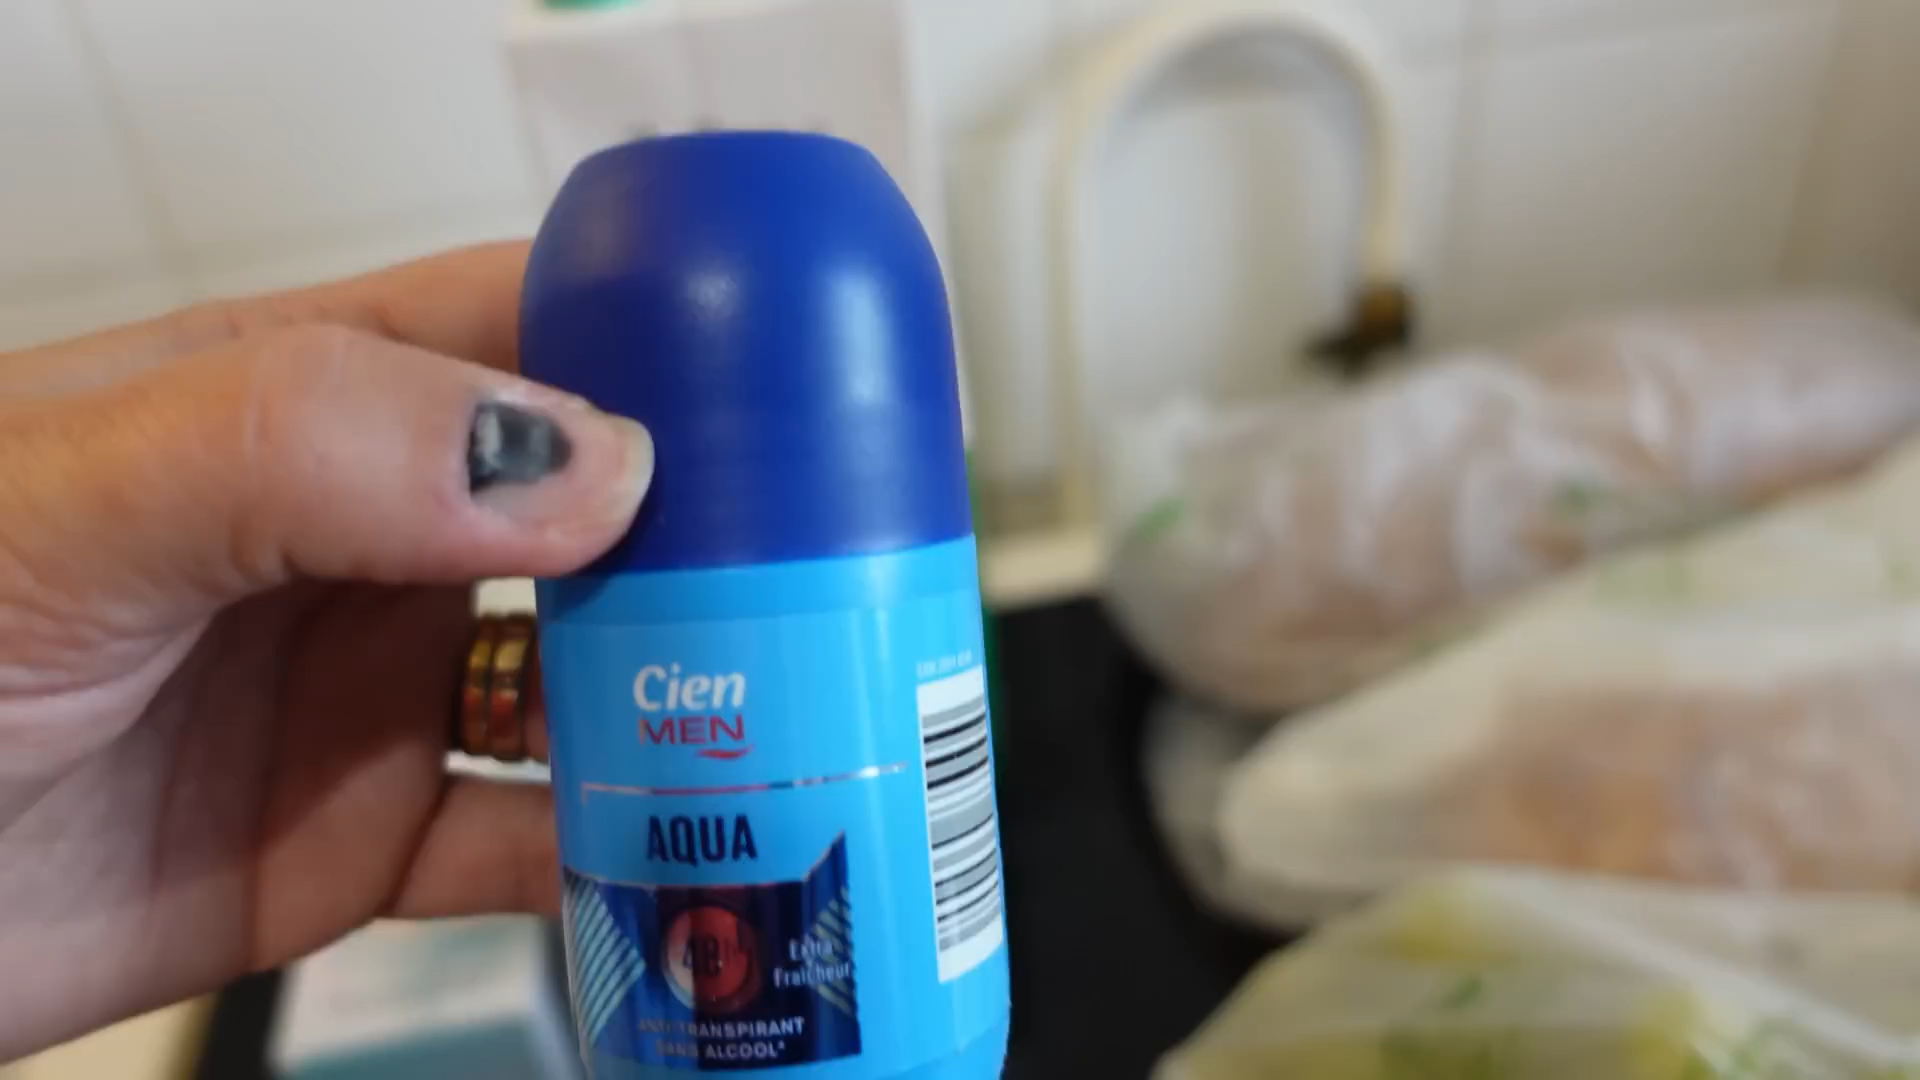 Cien
MEN
AQUA
48h
Extra
Fraîcheur
ANTI-TRANSPIRANT
SANS ALCOOL*